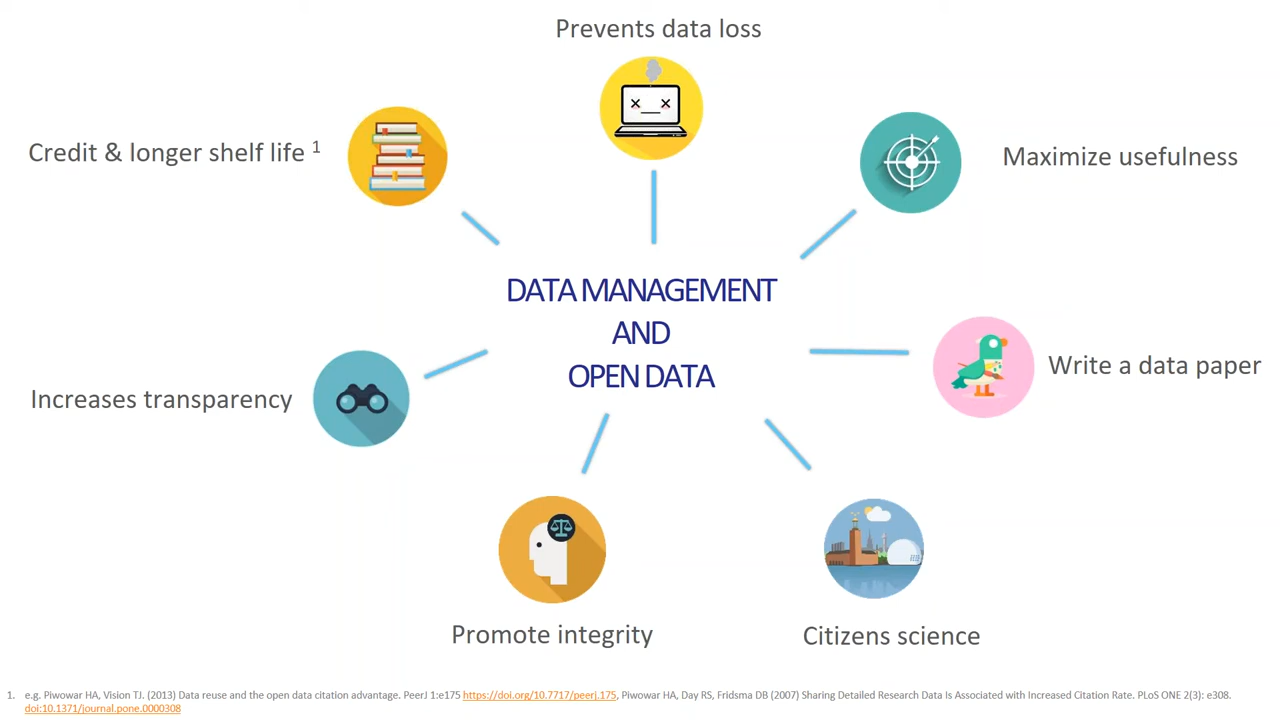 Prevents data loss
Credit & longer shelf life 1
Maximize usefulness
DATA MANAGEMENT
AND
OPEN DATA
Write a data paper
Increases transparency
Promote integrity
Citizens science
1. e.g. Piwowar HA, Vision TJ. (2013) Data reuse and the open data citation advantage. PeerJ 1:e175 https://doi.org/10.7717/peerj.175, Piwowar HA, Day RS, Fridsma DB (2007) Sharing Detailed Research Data Is Associated with Increased Citation Rate. PLoS ONE 2(3): e308.
doi:10.1371/journal.pone.0000308